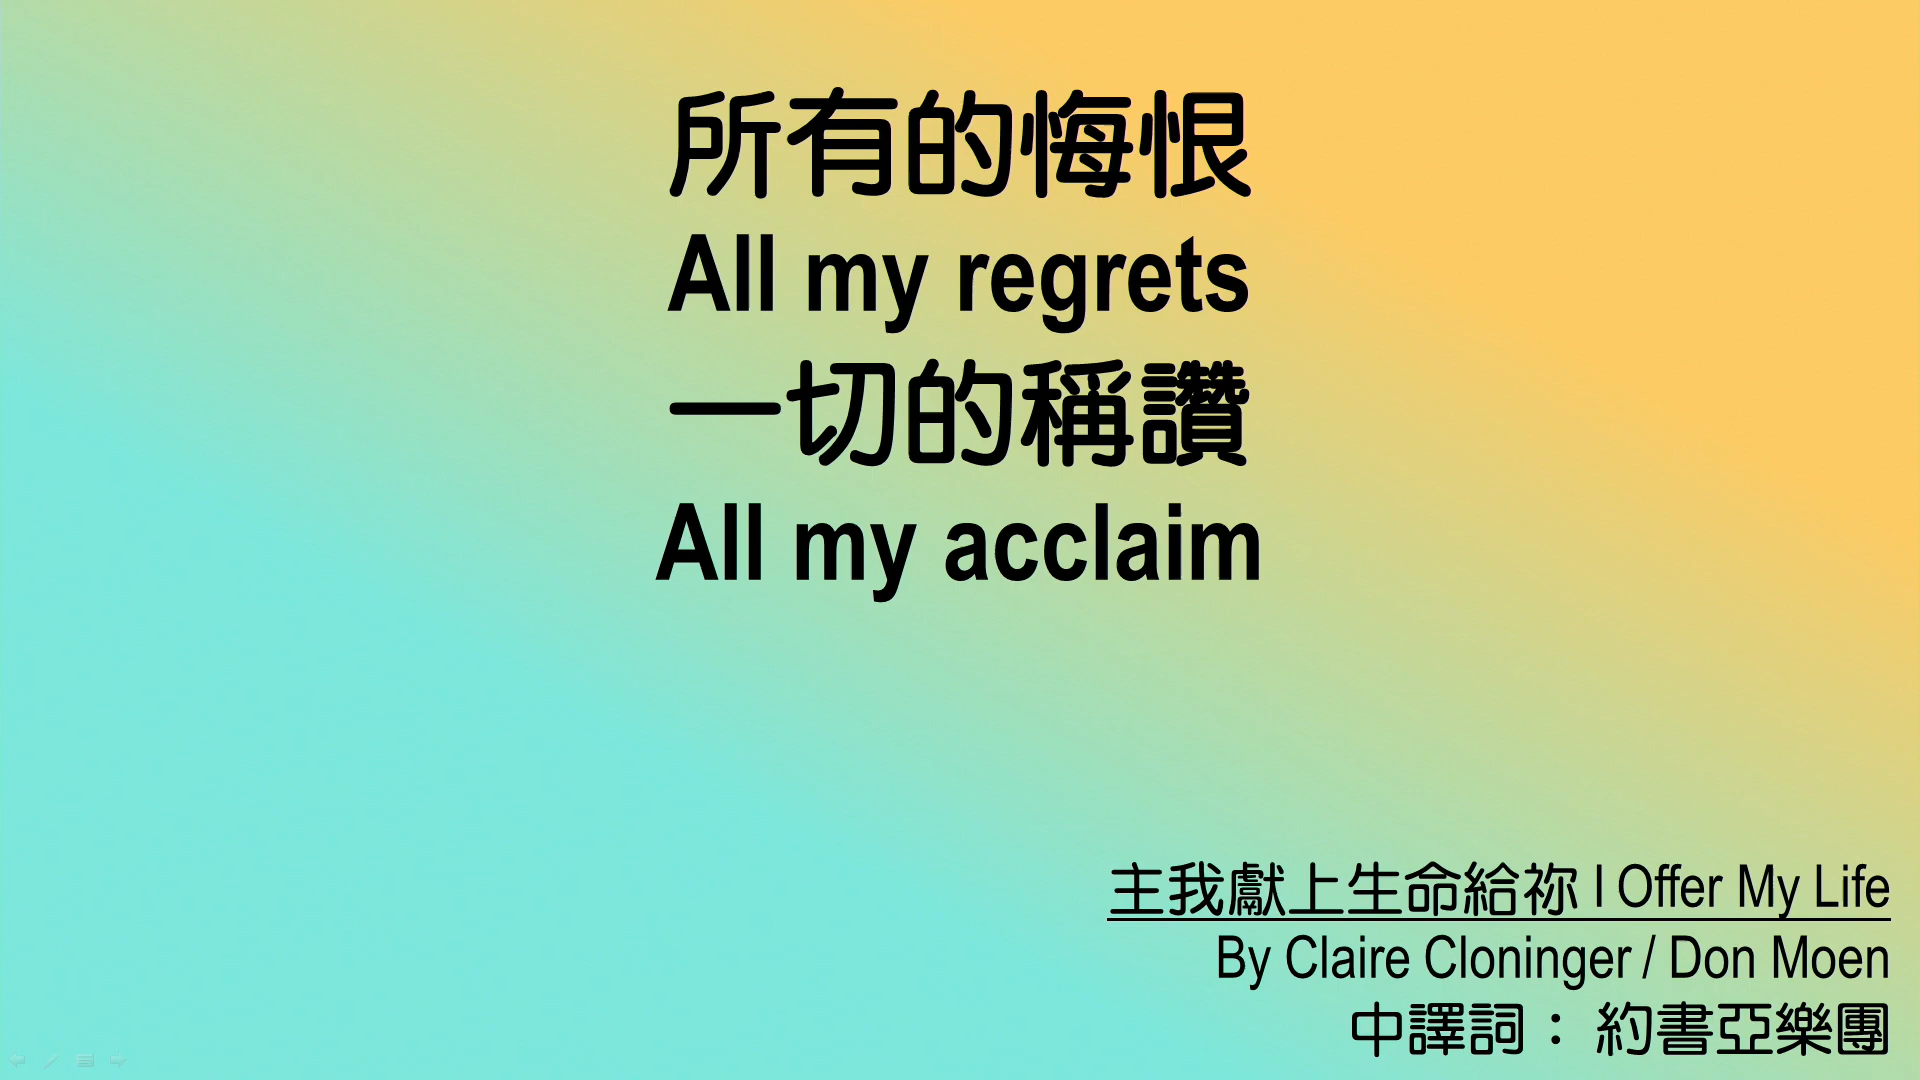 所有的悔恨
All my regrets
一切的稱讚
All my acclaim
主我獻上生命給祢 I Offer My Life
By Claire Cloninger / Don Moen
中譯詞：約書亞樂團